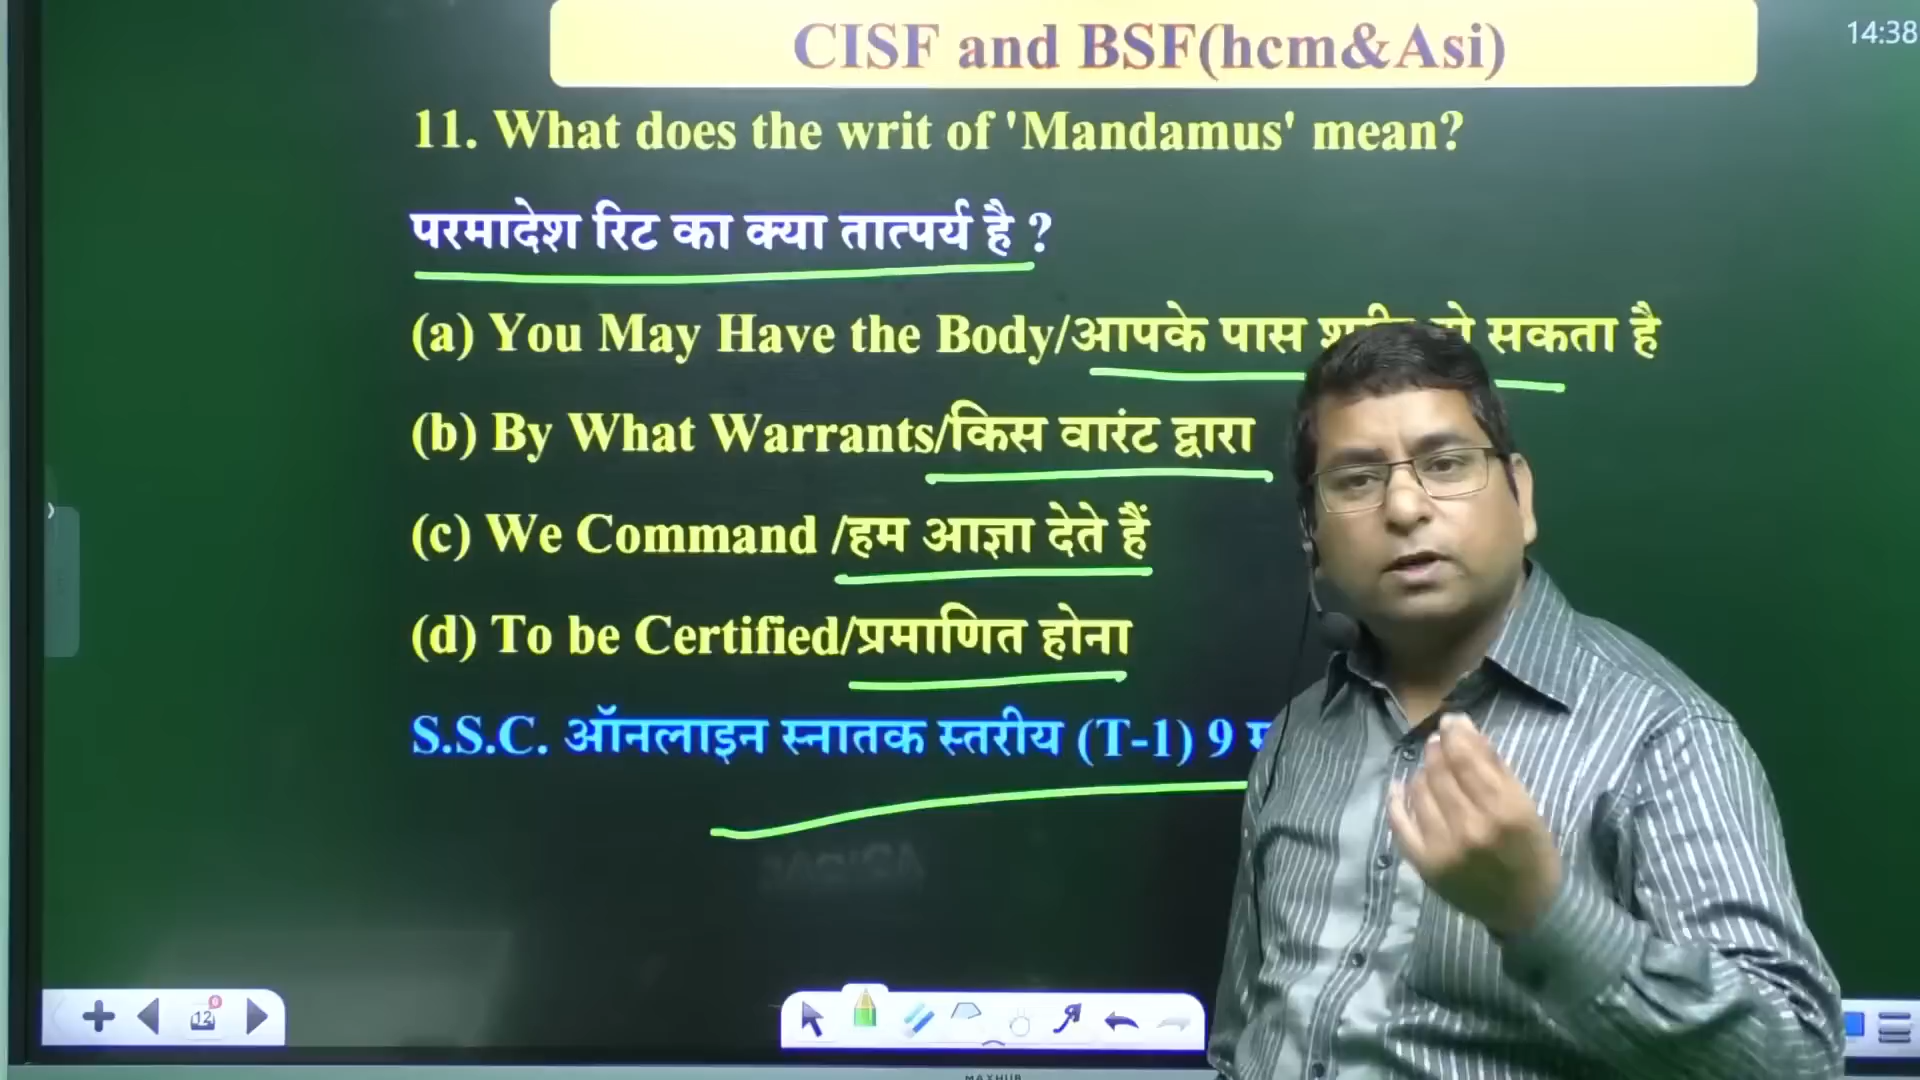 CISF and BSF(hcm&Asi)
14:38
11. What does the writ of 'Mandamus' mean?
परमादेश रिट का क्या तात्पर्य है ?
(a) You May Have the Body/आपके पास सकता है
(b) By What Warrants/किस वारंट द्वारा
(c) We Command /हम आज्ञा देते हैं
(d) To be Certified/प्रमाणित होना
S.S.C. ऑनलाइन स्नातक स्तरीय (T-1) 9
12
MAXHUB